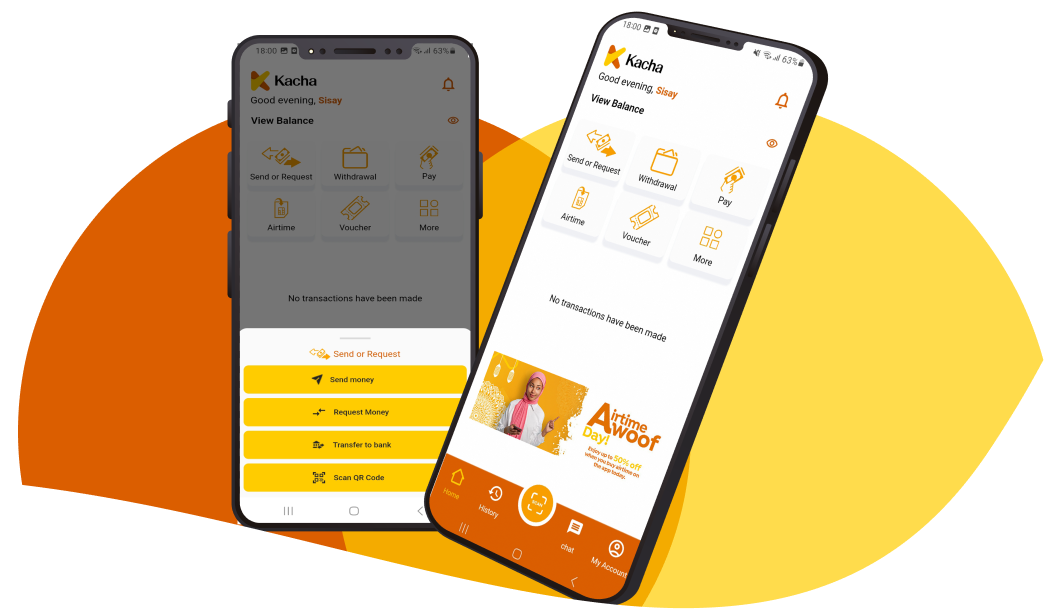 18:00
63%
Kacha
Good evening, Sisay
View Balance
Send or Request
Withdrawal
Pay
Airtime
Voucher
More
No transactions have been made
Send or Request
Send money
Request Money
Transfer to bank
Scan QR Code
18:00
63%
Kacha
Good evening, Sisay
View Balance
Send or Request
Withdrawal
Pay
Airtime
Voucher
More
No transactions have been made
Airtime
Awoof
Day!
Enjoy up to 50% off
when you buy airtime on
the app today.
Home
History
SCAN
chat
My Account